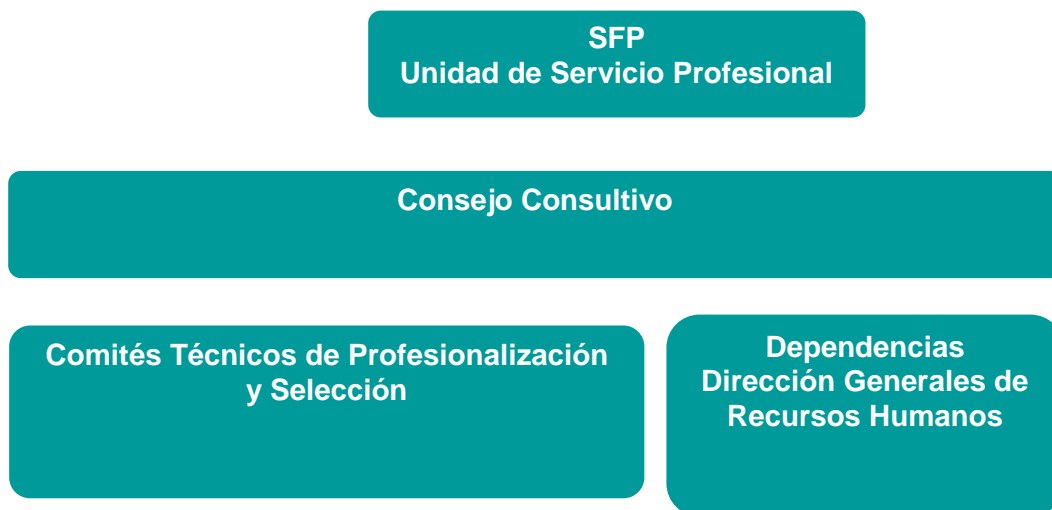 SFP
Unidad de Servicio Profesional
Consejo Consultivo
Comités Técnicos de Profesionalización
y Selección
Dependencias
Dirección Generales de
Recursos Humanos